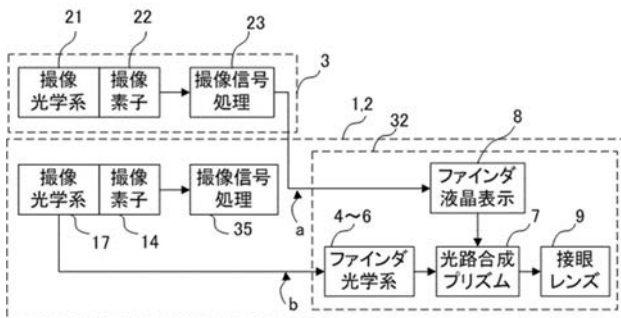 21
22
23
3
撮像
光学系
撮像
素子
撮像信号
処理
1,2
32
8
撮像
光学系
撮像
素子
撮像信号
処理
ファインダ
液晶表示
17
14
35
a
4～6
7
9
ファインダ
光学系
光路合成
プリズム
接眼
レンズ
b